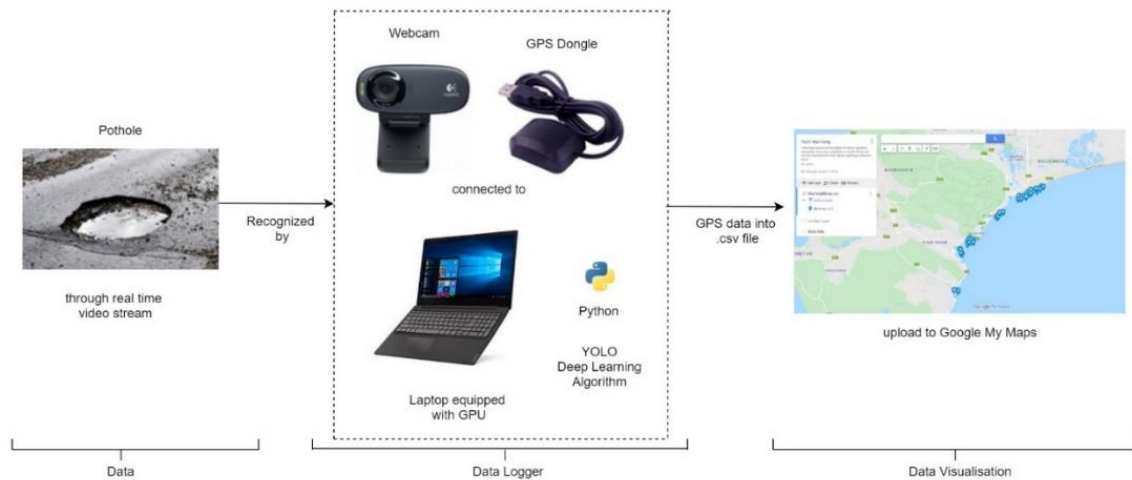 Webcam
GPS Dongle
Pothole
connected to
Recognized
by
GPS data into
.csv file
through real time
video stream
Python
YOLO
Deep Learning
Algorithm
upload to Google My Maps
Laptop equipped
with GPU
Data
Data Logger
Data Visualisation